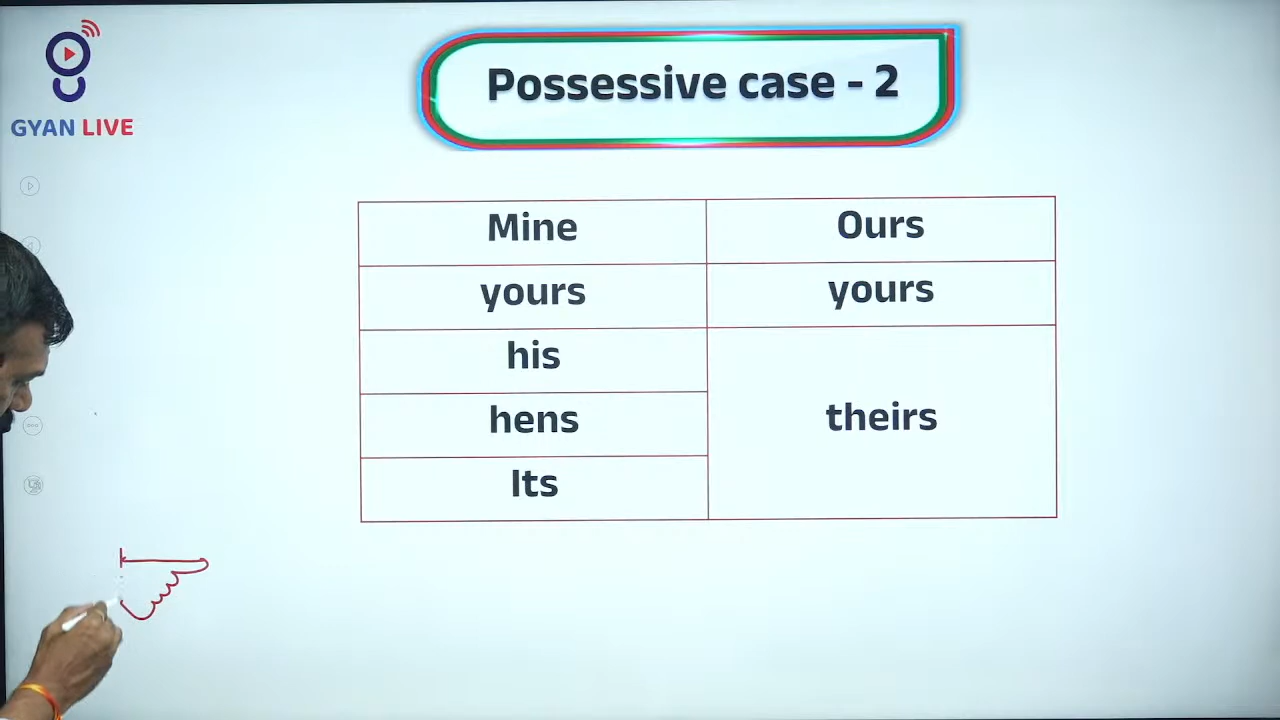 GYAN LIVE
Possessive case - 2
Mine Ours
yours yours
his
hens theirs
Its